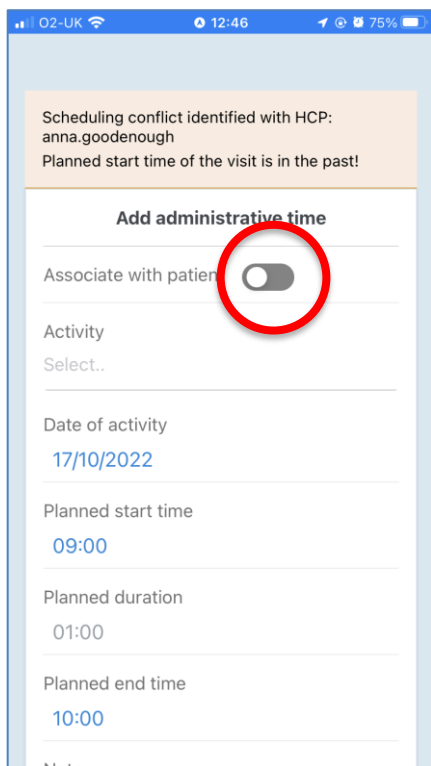 O2-UK 12:46 75%
Scheduling conflict identified with HCP:
anna.goodenough
Planned start time of the visit is in the past!
Add administrative time
Associate with patien
Activity
Select..
Date of activity
17/10/2022
Planned start time
09:00
Planned duration
01:00
Planned end time
10:00